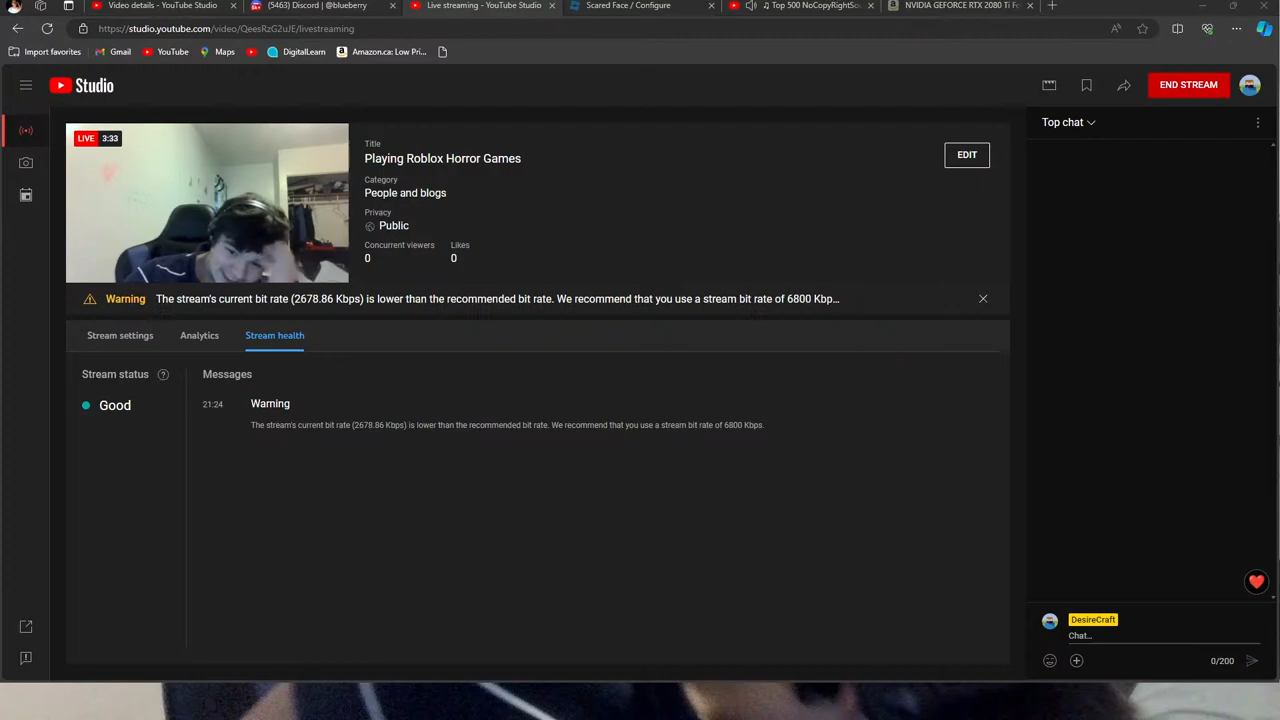 Video details - YouTube Studio
(5463) Discord | @blueberry
Live streaming - YouTube Studio
Scared Face / Configure
♫ Top 500 NoCopyRightSou
NVIDIA GEFORCE RTX 2080 Ti Fou
https://studio.youtube.com/video/QeesRzG2uJE/livestreaming
Import favorites
Gmail
YouTube
Maps
DigitalLearn
Amazon.ca: Low Pri...
Studio
END STREAM
LIVE 3:33
Title
Playing Roblox Horror Games
EDIT
Category
People and blogs
Privacy
Public
Concurrent viewers Likes
0 0
Warning The stream's current bit rate (2678.86 Kbps) is lower than the recommended bit rate. We recommend that you use a stream bit rate of 6800 Kbp...
Stream settings Analytics Stream health
Stream status
Good
Messages
21:24 Warning
The stream's current bit rate (2678.86 Kbps) is lower than the recommended bit rate. We recommend that you use a stream bit rate of 6800 Kbps.
Top chat
DesireCraft
Chat...
0/200